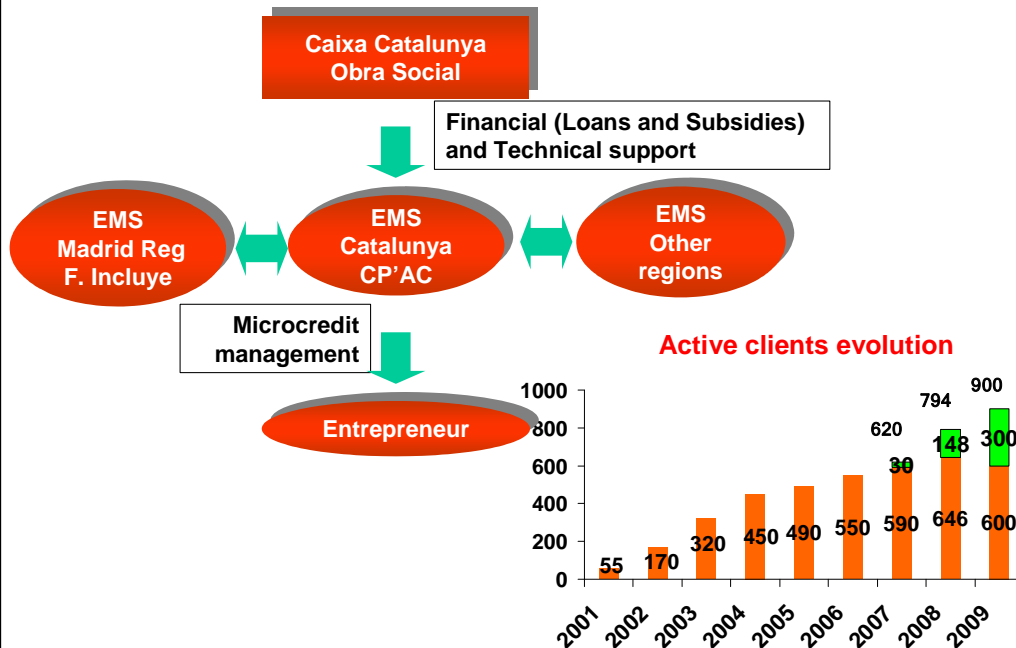 Caixa Catalunya
Obra Social
Financial (Loans and Subsidies)
and Technical support
EMS
Madrid Reg
F. Incluye
EMS
Catalunya
CP'AC
EMS
Other
regions
Microcredit
management
Entrepreneur
Active clients evolution
1000
800
600
400
200
0
55
170
320
450
490
550
620
30
590
794
148
646
900
300
600
2001
2002
2003
2004
2005
2006
2007
2008
2009